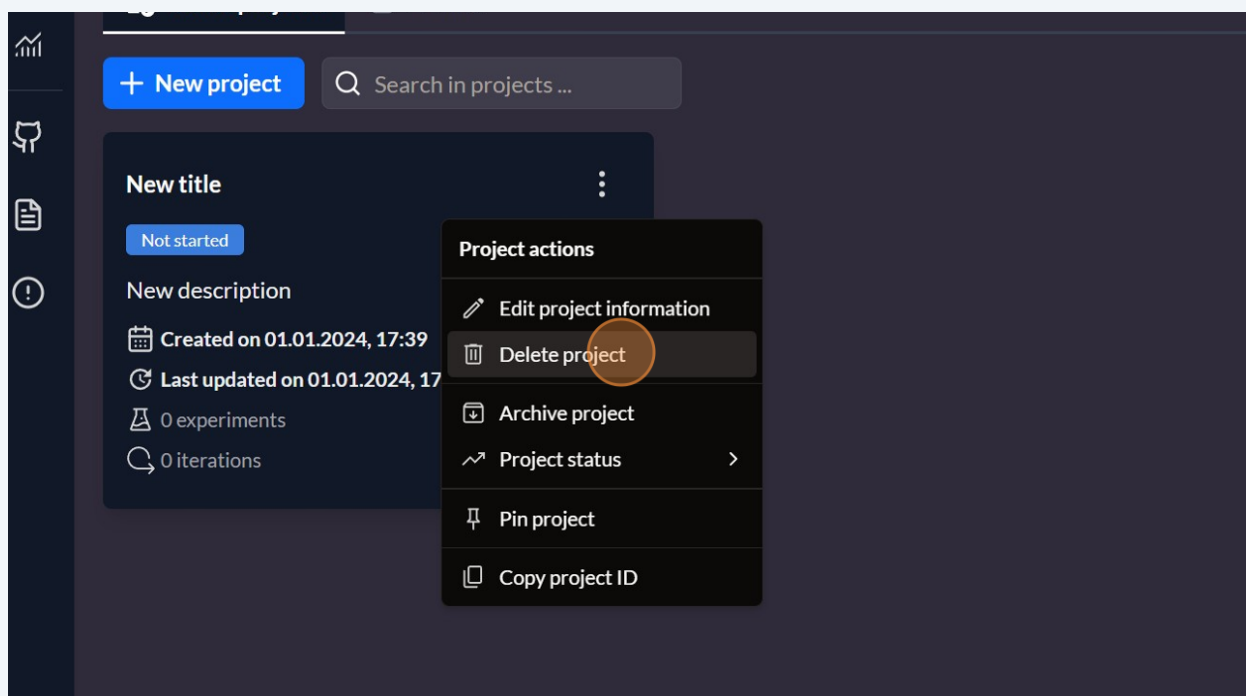 New project
Search in projects ...
New title
Not started
New description
Created on 01.01.2024, 17:39
Last updated on 01.01.2024, 17
0 experiments
0 iterations
Project actions
Edit project information
Delete project
Archive project
Project status
Pin project
Copy project ID